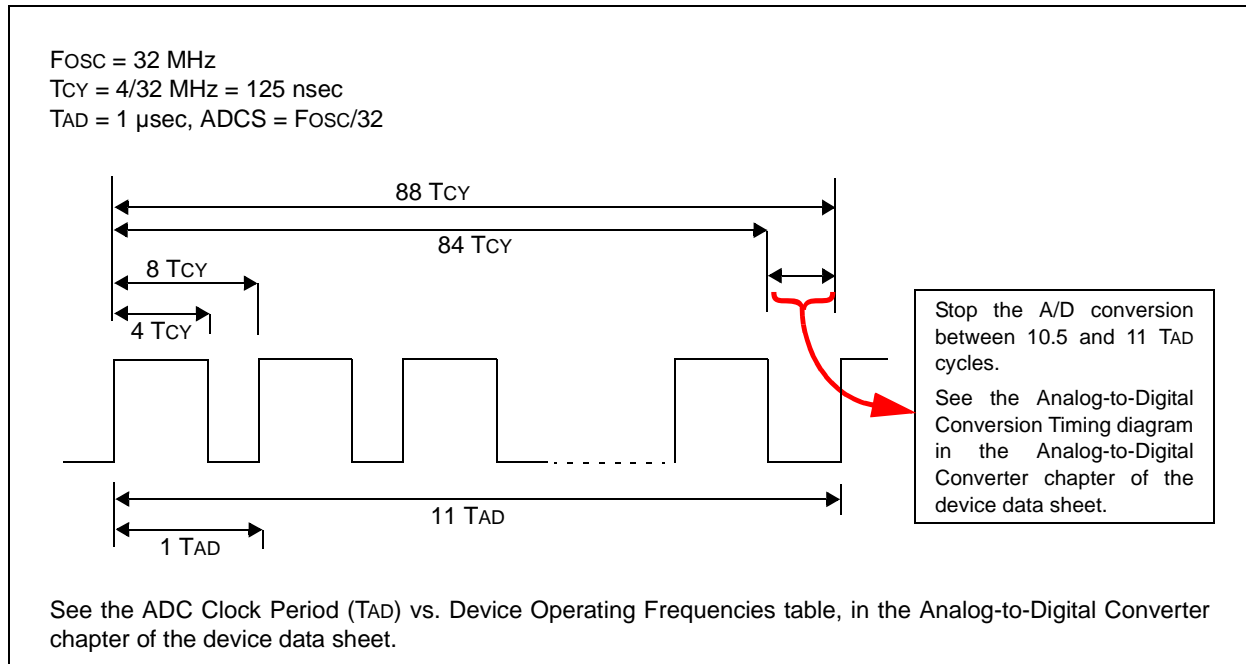 FOSC = 32 MHz
TCY = 4/32 MHz = 125 nsec
TAD = 1 µsec, ADCS = FOSC/32
88 TCY
84 TCY
8 TCY
4 TCY
Stop the A/D conversion
between 10.5 and 11 TAD
cycles.
See the Analog-to-Digital
Conversion Timing diagram
in the Analog-to-Digital
Converter chapter of the
device data sheet.
11 TAD
1 TAD
See the ADC Clock Period (TAD) vs. Device Operating Frequencies table, in the Analog-to-Digital Converter
chapter of the device data sheet.